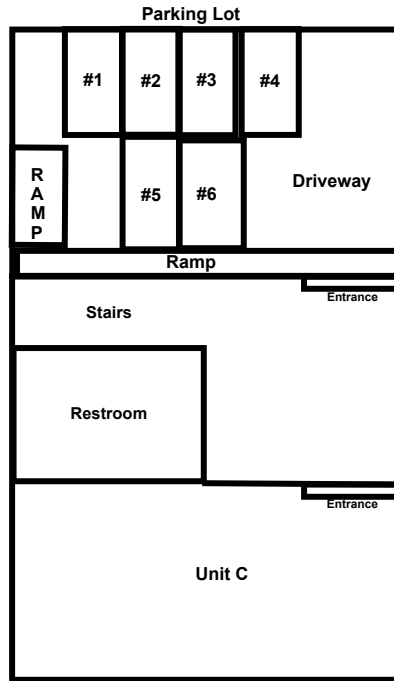 Parking Lot
#1
#2
#3
#4
R
A
M
P
#5
#6
Driveway
Ramp
Entrance
Stairs
Restroom
Entrance
Unit C